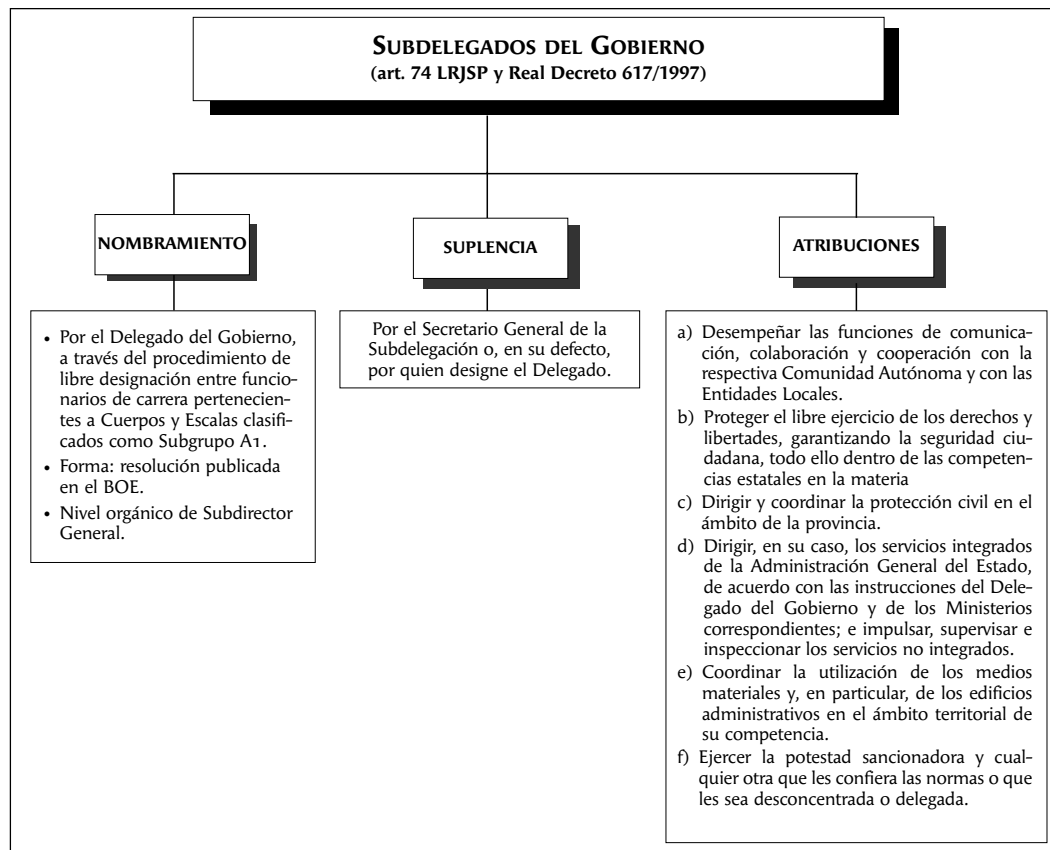 SUBDELEGADOS DEL GOBIERNO
(art. 74 LRJSP y Real Decreto 617/1997)
NOMBRAMIENTO
• Por el Delegado del Gobierno,
a través del procedimiento de
libre designación entre funcio-
narios de carrera pertenecien-
tes a Cuerpos y Escalas clasifi-
cados como Subgrupo A1.
• Forma: resolución publicada
en el BOE.
• Nivel orgánico de Subdirector
General.
SUPLENCIA
Por el Secretario General de la
Subdelegación o, en su defecto,
por quien designe el Delegado.
ATRIBUCIONES
a) Desempeñar las funciones de comunica-
ción, colaboración y cooperación con la
respectiva Comunidad Autónoma y con las
Entidades Locales.
b) Proteger el libre ejercicio de los derechos y
libertades, garantizando la seguridad ciu-
dadana, todo ello dentro de las competen-
cias estatales en la materia
c) Dirigir y coordinar la protección civil en el
ámbito de la provincia.
d) Dirigir, en su caso, los servicios integrados
de la Administración General del Estado,
de acuerdo con las instrucciones del Dele-
gado del Gobierno y de los Ministerios
correspondientes; e impulsar, supervisar e
inspeccionar los servicios no integrados.
e) Coordinar la utilización de los medios
materiales y, en particular, de los edificios
administrativos en el ámbito territorial de
su competencia.
f) Ejercer la potestad sancionadora y cual-
quier otra que les confiera las normas o que
les sea desconcentrada o delegada.